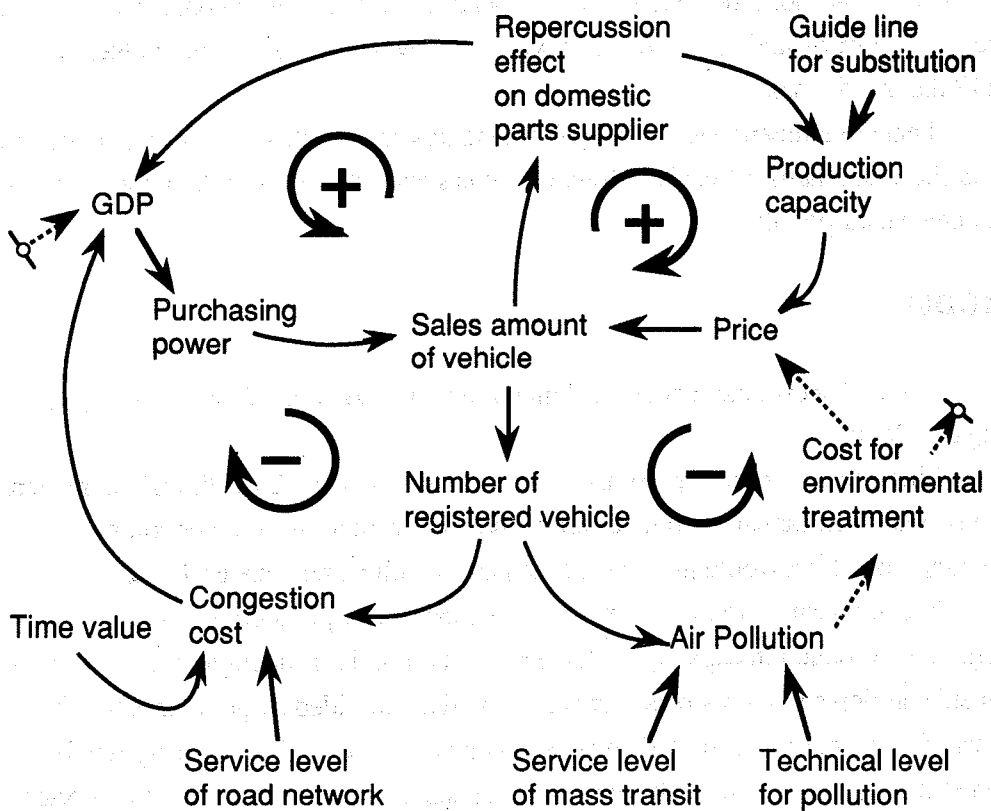 Repercussion
effect
on domestic
parts supplier
Guide line
for substitution
Production
capacity
GDP
+
+
Purchasing
power
Sales amount
of vehicle
Price
−
−
Number of
registered vehicle
Cost for
environmental
treatment
Congestion
cost
Time value
Air Pollution
Service level
of road network
Service level
of mass transit
Technical level
for pollution